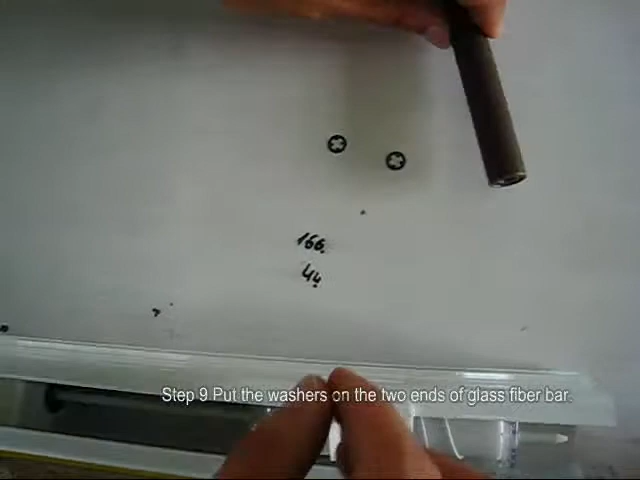 166.
44
Step 9 Put the washers on the two ends of glass fiber bar.